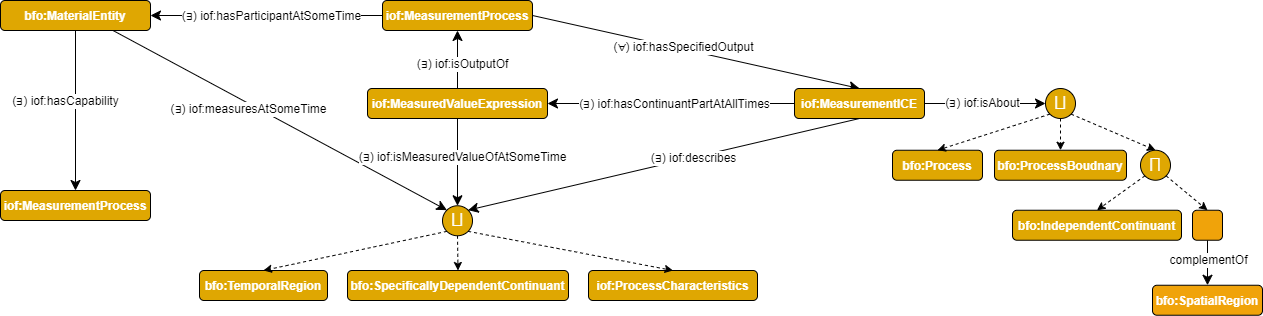 bfo:MaterialEntity
(∃) iof:hasParticipantAtSomeTime
iof:MeasurementProcess
(∀) iof:hasSpecifiedOutput
(∃) iof:hasCapability
(∃) iof:measuresAtSomeTime
(∃) iof:isOutputOf
iof:MeasuredValueExpression
(∃) iof:hasContinuantPartAtAllTimes
iof:MeasurementICE
(∃) iof:isAbout
⊔
(∃) iof:isMeasuredValueOfAtSomeTime
(∃) iof:describes
bfo:Process
bfo:ProcessBoudnary
⊓
iof:MeasurementProcess
⊔
bfo:IndependentContinuant
complementOf
bfo:TemporalRegion
bfo:SpecificallyDependentContinuant
iof:ProcessCharacteristics
bfo:SpatialRegion